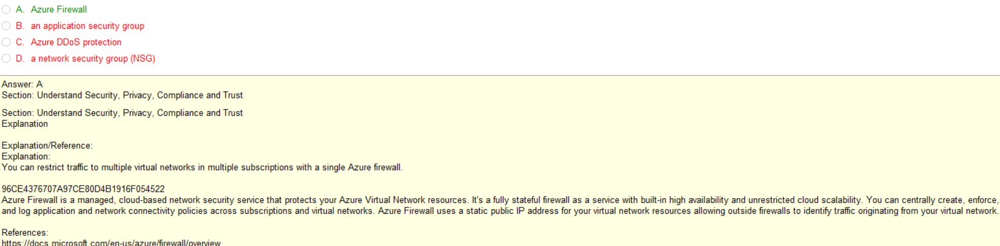 A. Azure Firewall
B. an application security group
C. Azure DDoS protection
D. a network security group (NSG)
Answer: A
Section: Understand Security, Privacy, Compliance and Trust
Section: Understand Security, Privacy, Compliance and Trust
Explanation
Explanation/Reference:
Explanation:
You can restrict traffic to multiple virtual networks in multiple subscriptions with a single Azure firewall.
96CE4376707A97CE80D4B1916F054522
Azure Firewall is a managed, cloud-based network security service that protects your Azure Virtual Network resources. It's a fully stateful firewall as a service with built-in high availability and unrestricted cloud scalability. You can centrally create, enforce,
and log application and network connectivity policies across subscriptions and virtual networks. Azure Firewall uses a static public IP address for your virtual network resources allowing outside firewalls to identify traffic originating from your virtual network.
References:
https://docs.microsoft.com/en-us/azure/firewall/overview